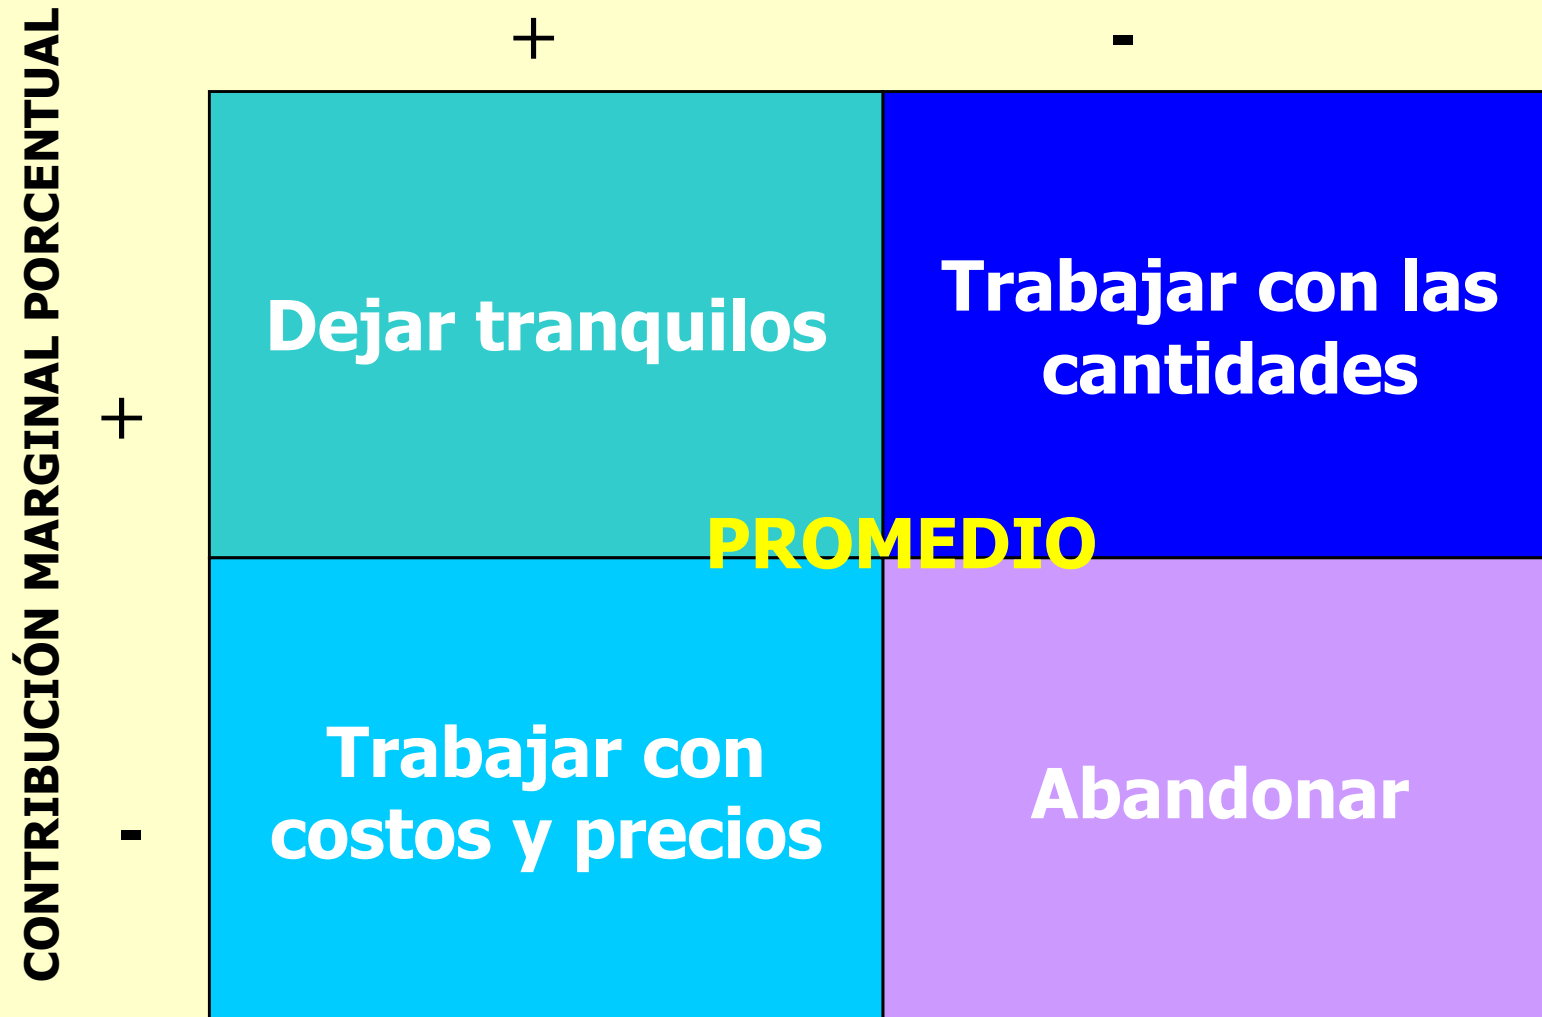 + -
CONTRIBUCIÓN MARGINAL PORCENTUAL
+
-
Dejar tranquilos
Trabajar con las
cantidades
PROMEDIO
Trabajar con
costos y precios
Abandonar